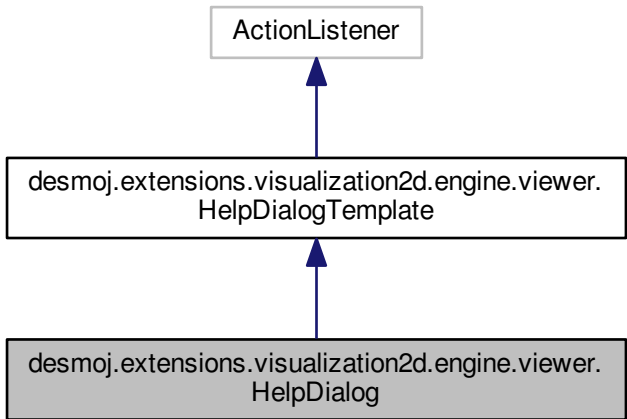 ActionListener
desmoj.extensions.visualization2d.engine.viewer.
HelpDialogTemplate
desmoj.extensions.visualization2d.engine.viewer.
HelpDialog